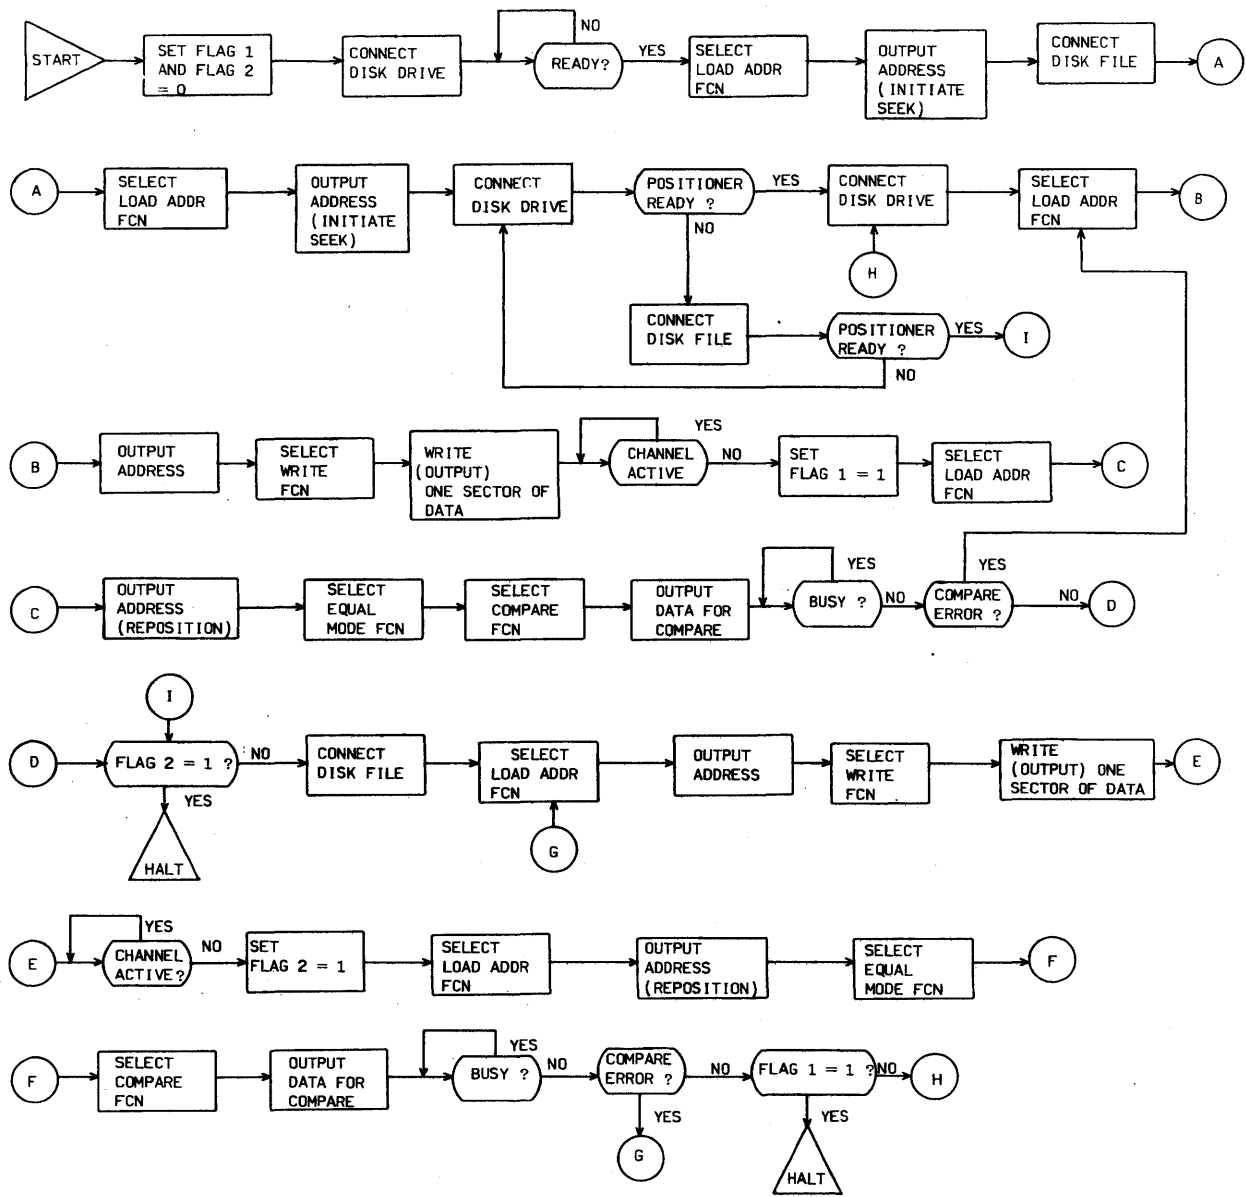 START
SET FLAG 1
AND FLAG 2
= 0
CONNECT
DISK DRIVE
NO
READY?
YES
SELECT
LOAD ADDR
FCN
OUTPUT
ADDRESS
(INITIATE
SEEK)
CONNECT
DISK FILE
A
A
SELECT
LOAD ADDR
FCN
OUTPUT
ADDRESS
(INITIATE
SEEK)
CONNECT
DISK DRIVE
POSITIONER
READY ?
YES
NO
CONNECT
DISK DRIVE
H
SELECT
LOAD ADDR
FCN
B
CONNECT
DISK FILE
POSITIONER
READY ?
YES
NO
I
B
OUTPUT
ADDRESS
SELECT
WRITE
FCN
WRITE
(OUTPUT)
ONE SECTOR OF
DATA
YES
CHANNEL
ACTIVE
NO
SET
FLAG 1 = 1
SELECT
LOAD ADDR
FCN
C
C
OUTPUT
ADDRESS
(REPOSITION)
SELECT
EQUAL
MODE FCN
SELECT
COMPARE
FCN
OUTPUT
DATA FOR
COMPARE
YES
BUSY ?
NO
YES
COMPARE
ERROR ?
NO
D
I
D
FLAG 2 = 1 ?
NO
YES
HALT
CONNECT
DISK FILE
SELECT
LOAD ADDR
FCN
G
OUTPUT
ADDRESS
SELECT
WRITE
FCN
WRITE
(OUTPUT) ONE
SECTOR OF DATA
E
E
YES
CHANNEL
ACTIVE?
NO
SET
FLAG 2 = 1
SELECT
LOAD ADDR
FCN
OUTPUT
ADDRESS
(REPOSITION)
SELECT
EQUAL
MODE FCN
F
F
SELECT
COMPARE
FCN
OUTPUT
DATA FOR
COMPARE
YES
BUSY ?
NO
COMPARE
ERROR ?
NO
YES
G
FLAG 1 = 1 ?
NO
YES
HALT
H